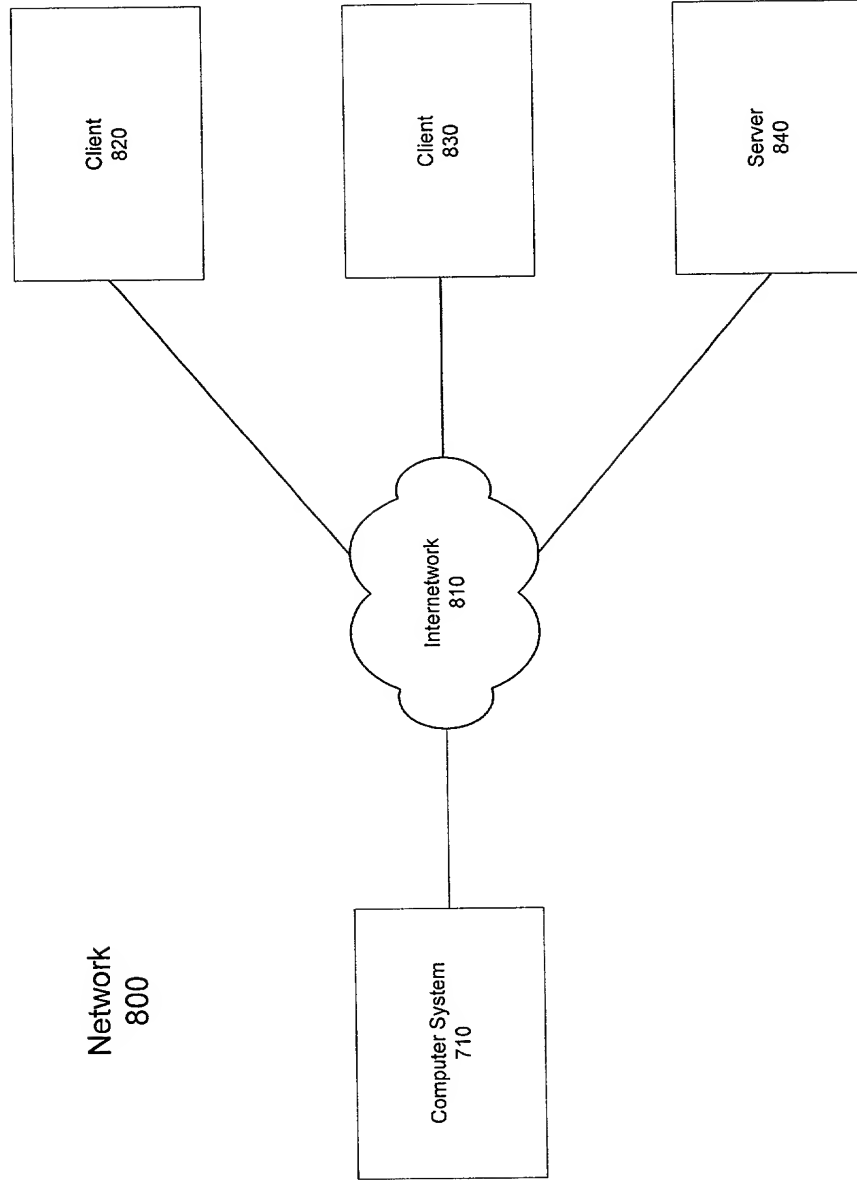 Network
800
Computer System
710
Internetwork
810
Client
820
Client
830
Server
840